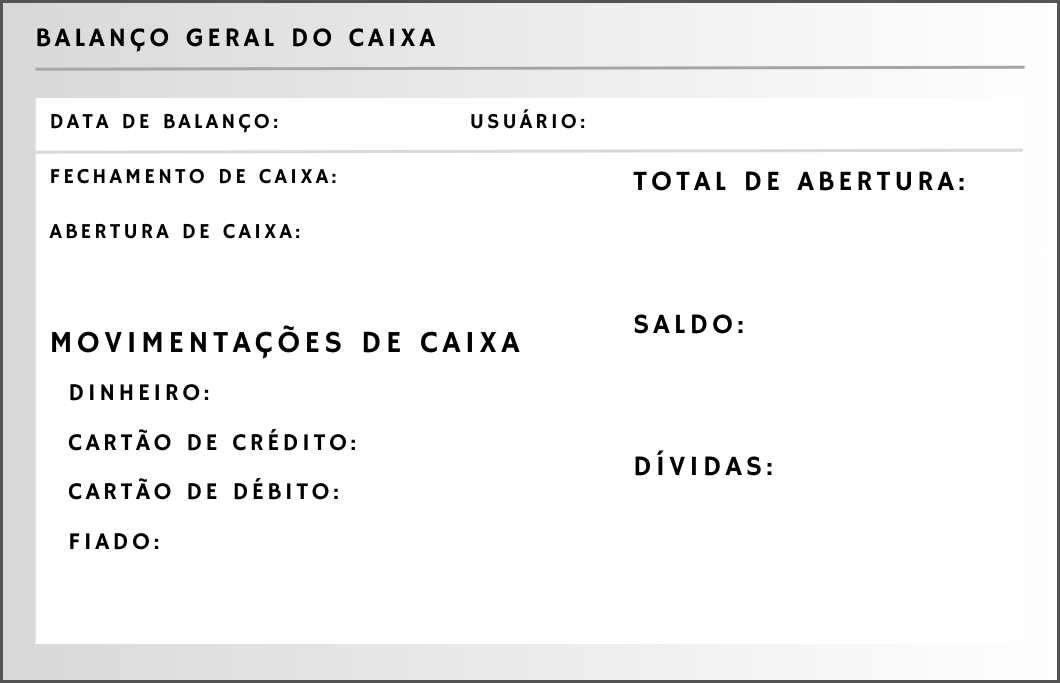 BALANÇO GERAL DO CAIXA
DATA DE BALANÇO: USUÁRIO:
FECHAMENTO DE CAIXA:
ABERTURA DE CAIXA:
TOTAL DE ABERTURA:
SALDO:
DÍVIDAS:
MOVIMENTAÇÕES DE CAIXA
DINHEIRO:
CARTÃO DE CRÉDITO:
CARTÃO DE DÉBITO:
FIADO: